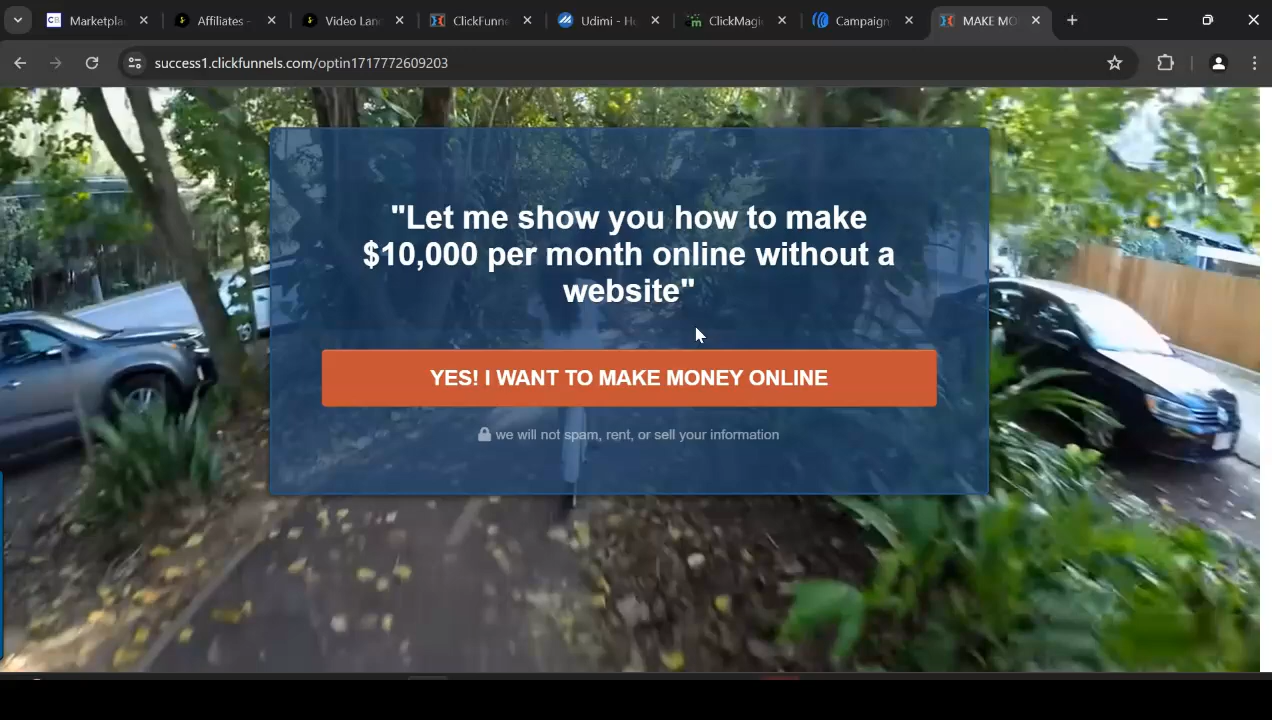 Marketpla
Affiliates -
Video Lan
ClickFunne
Udimi - Ho
ClickMagi
Campaign
MAKE MO
success1.clickfunnels.com/optin1717772609203
"Let me show you how to make
$10,000 per month online without a
website"
YES! I WANT TO MAKE MONEY ONLINE
we will not spam, rent, or sell your information